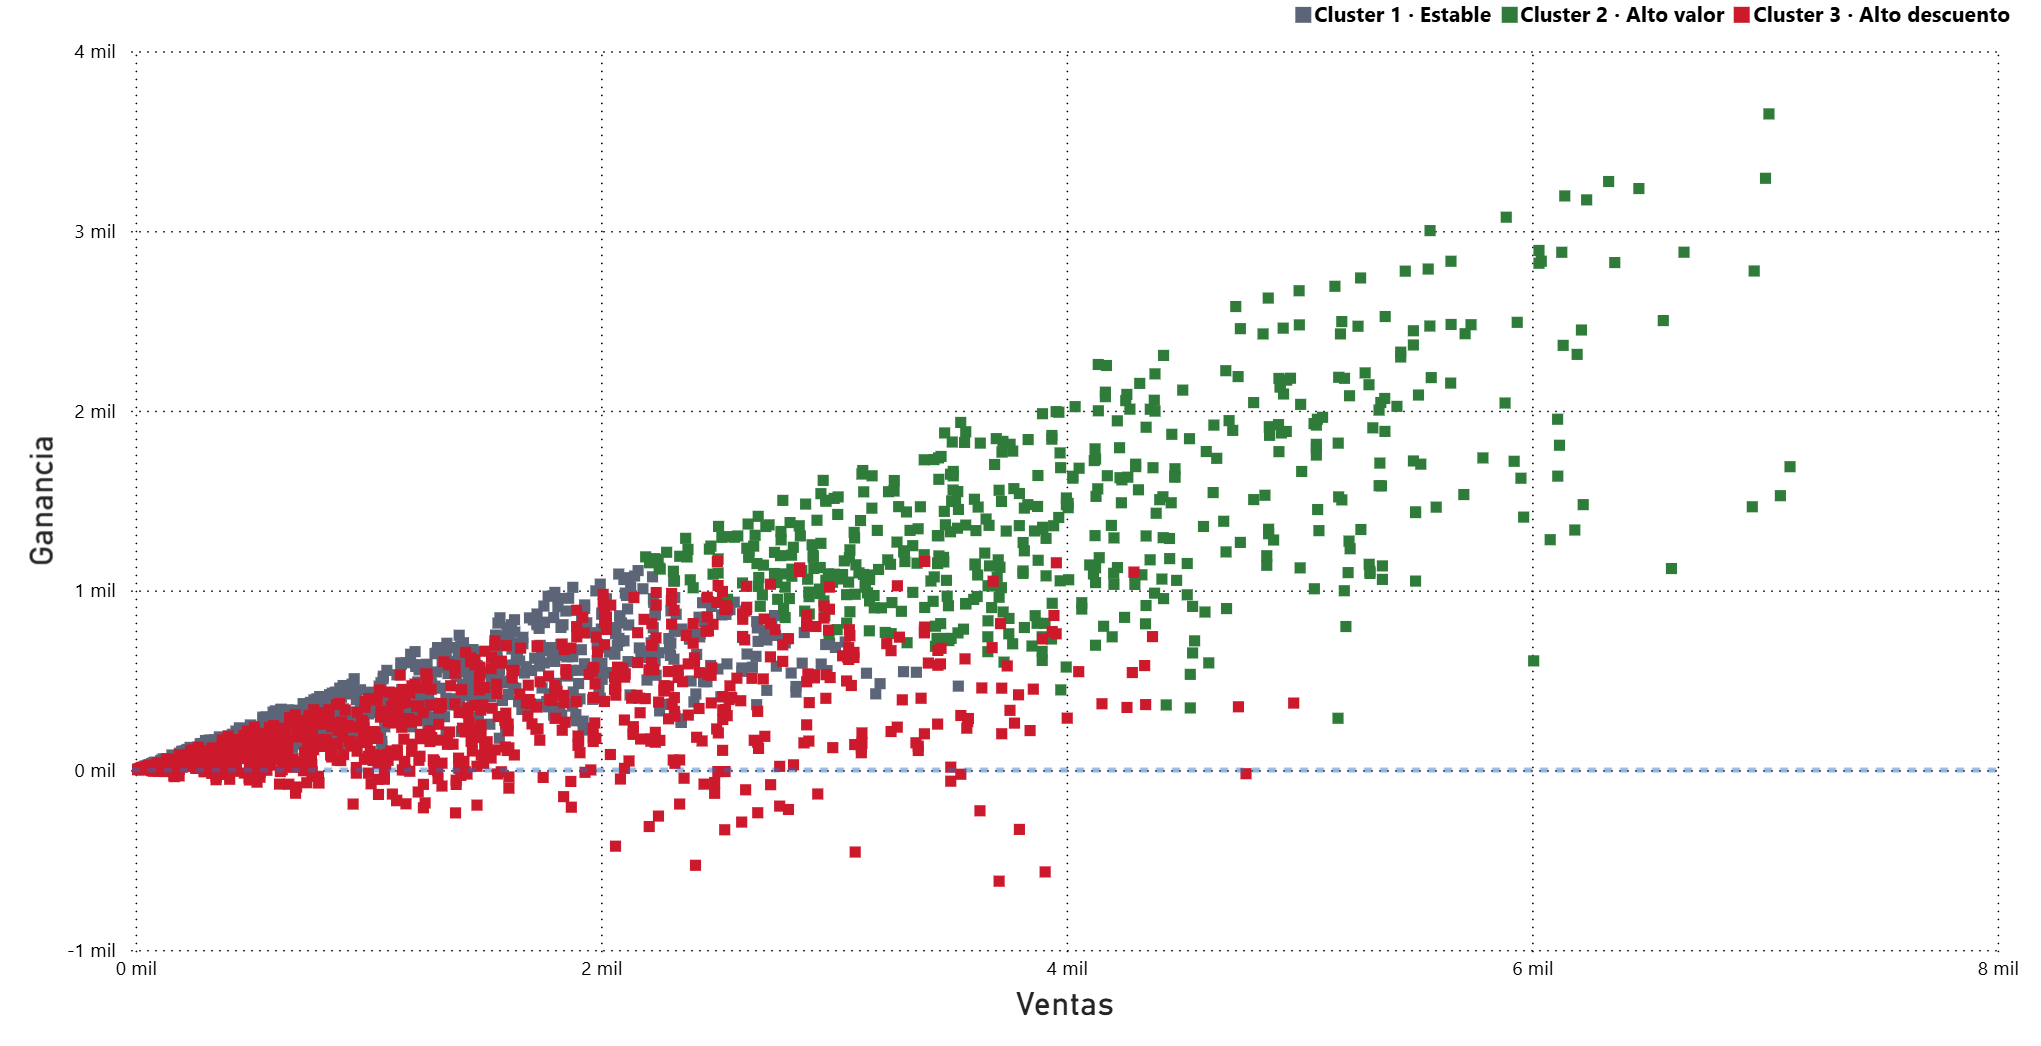 Cluster 1 · Estable Cluster 2 · Alto valor Cluster 3 · Alto descuento
4 mil
3 mil
2 mil
1 mil
0 mil
-1 mil
Ganancia
0 mil 2 mil 4 mil 6 mil 8 mil
Ventas